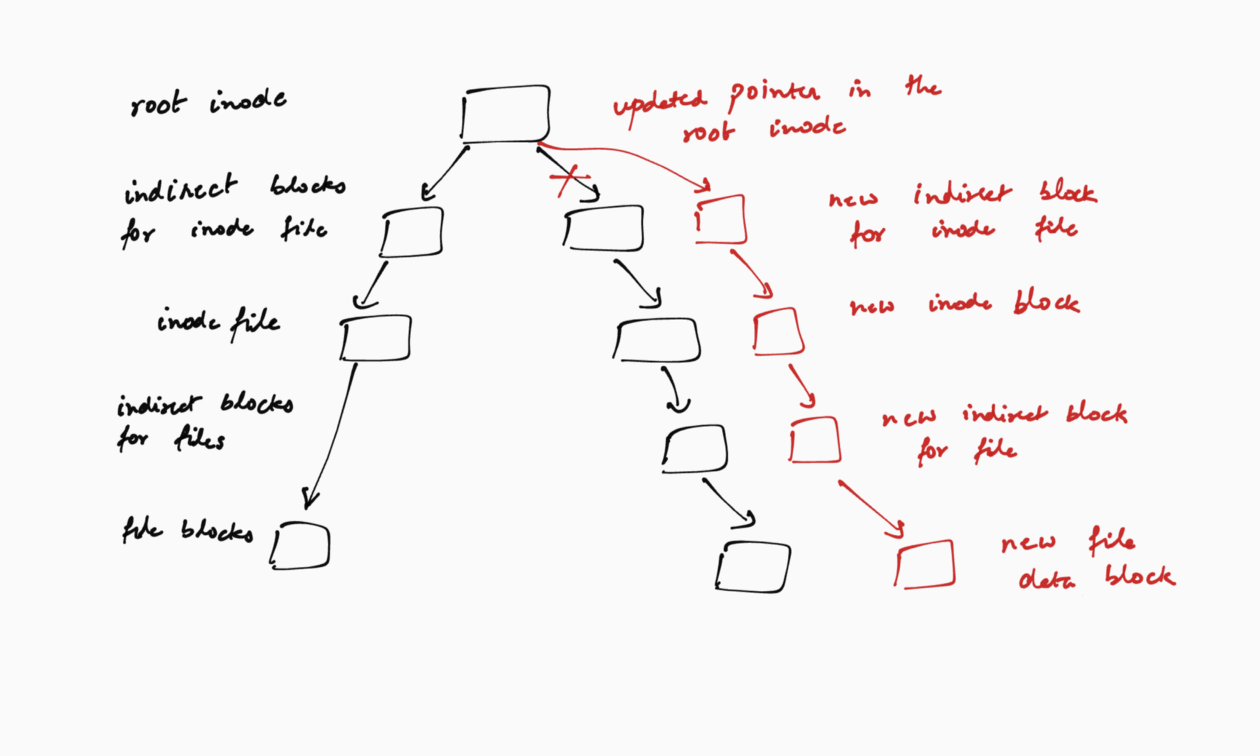 root inode
updated pointer in the
root inode
indirect blocks
for inode file
new indirect block
for inode file
inode file
new inode block
indirect blocks
for files
new indirect block
for file
file blocks
new file
data block